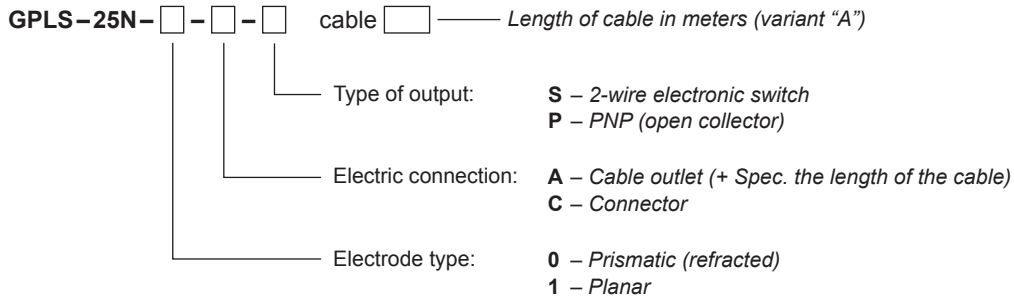 GPLS–25N–□–□–□ cable □ Length of cable in meters (variant “A”)
Type of output: S – 2-wire electronic switch
P – PNP (open collector)
Electric connection: A – Cable outlet (+ Spec. the length of the cable)
C – Connector
Electrode type: 0 – Prismatic (refracted)
1 – Planar